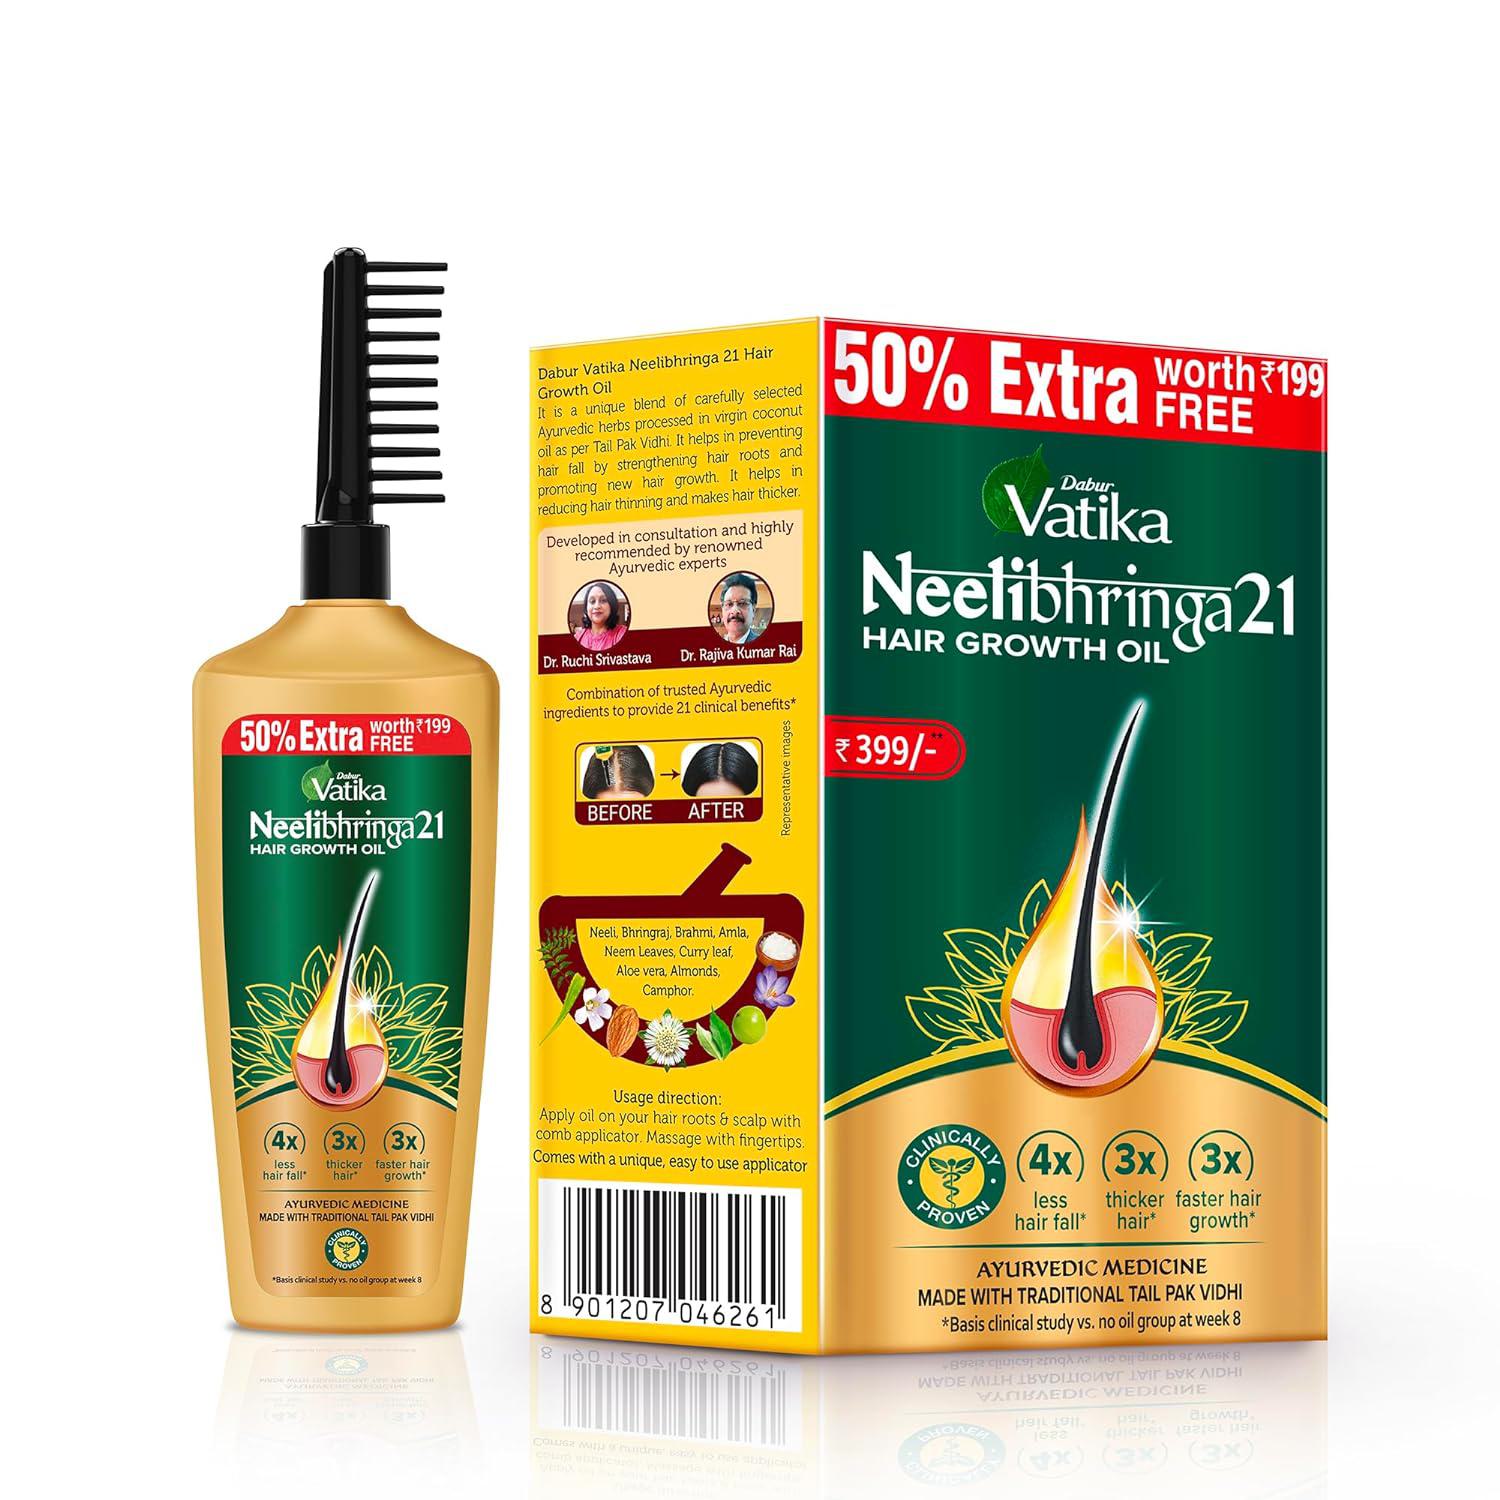 50% Extra worth ₹199
FREE
Dabur
Vatika
Neelibhringa21
HAIR GROWTH OIL
4x 3x 3x
less thicker faster hair
hair fall* hair* growth*
AYURVEDIC MEDICINE
MADE WITH TRADITIONAL TAIL PAK VIDHI
CLINICALLY
PROVEN
*Basis clinical study vs. no oil group at week 8
Dabur Vatika Neelibhringa 21 Hair
Growth Oil
It is a unique blend of carefully selected
Ayurvedic herbs processed in virgin coconut
oil as per Tail Pak Vidhi. It helps in preventing
hair fall by strengthening hair roots and
promoting new hair growth. It helps in
reducing hair thinning and makes hair thicker.
Developed in consultation and highly
recommended by renowned
Ayurvedic experts
Dr. Ruchi Srivastava Dr. Rajiva Kumar Rai
Combination of trusted Ayurvedic
ingredients to provide 21 clinical benefits*
BEFORE AFTER
Representative images
Neeli, Bhringraj, Brahmi, Amla,
Neem Leaves, Curry leaf,
Aloe vera, Almonds,
Camphor.
Usage direction:
Apply oil on your hair roots & scalp with
comb applicator. Massage with fingertips.
Comes with a unique, easy to use applicator
8 901207 046261
50% Extra worth ₹199
FREE
Dabur
Vatika
Neelibhringa21
HAIR GROWTH OIL
₹ 399/-**
CLINICALLY
PROVEN
4x 3x 3x
less thicker faster hair
hair fall* hair* growth*
AYURVEDIC MEDICINE
MADE WITH TRADITIONAL TAIL PAK VIDHI
*Basis clinical study vs. no oil group at week 8